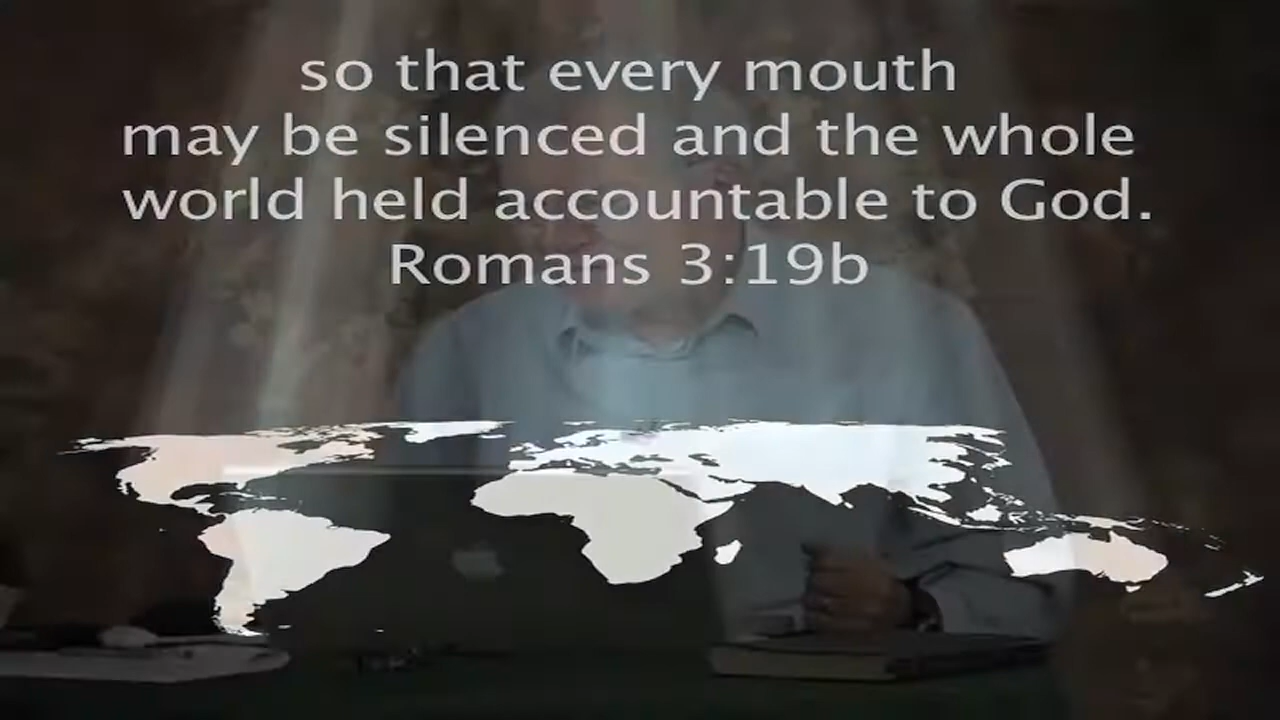 so that every mouth
may be silenced and the whole
world held accountable to God.
Romans 3:19b